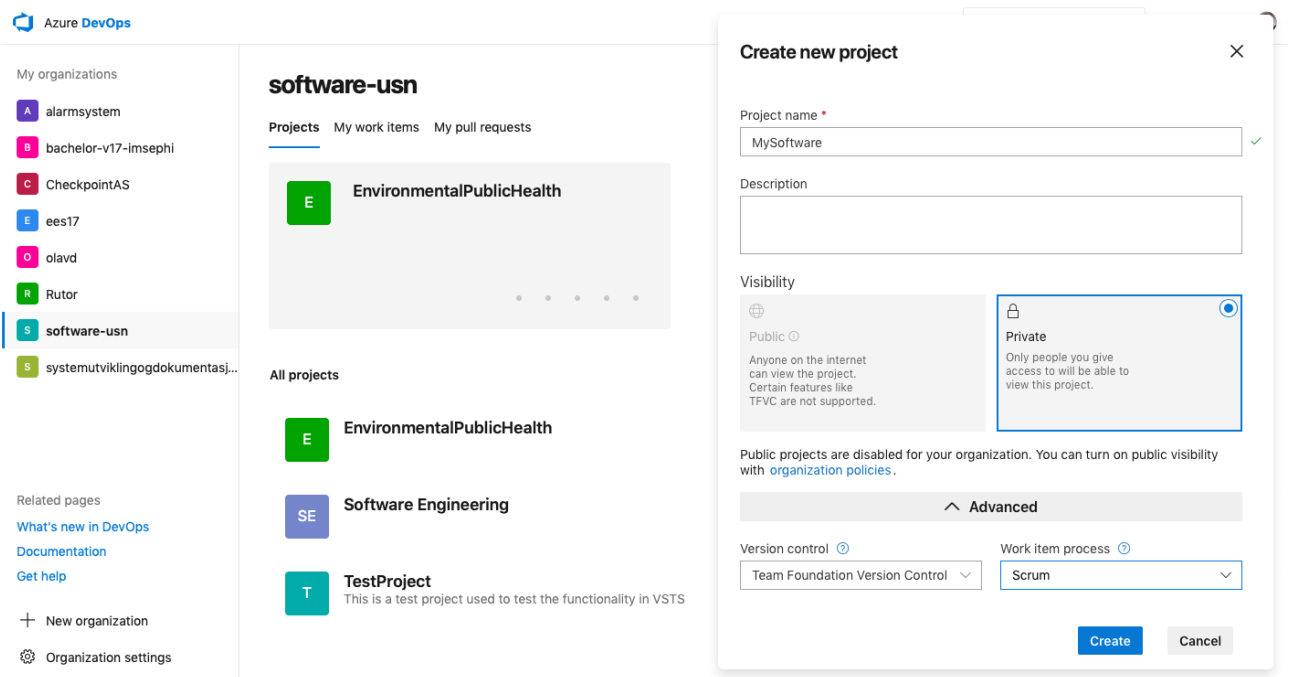 Azure DevOps
My organizations
A alarmsystem
B bachelor-v17-imsephi
C CheckpointAS
E ees17
O olavd
R Rutor
S software-usn
S systemutviklingogdokumentasj...
Related pages
What's new in DevOps
Documentation
Get help
New organization
Organization settings
software-usn
Projects My work items My pull requests
E EnvironmentalPublicHealth
All projects
E EnvironmentalPublicHealth
SE Software Engineering
T TestProject
This is a test project used to test the functionality in VSTS
Create new project
Project name *
MySoftware
Description
Visibility
Public
Anyone on the internet
can view the project.
Certain features like
TFVC are not supported.
Private
Only people you give
access to will be able to
view this project.
Public projects are disabled for your organization. You can turn on public visibility
with organization policies.
Advanced
Version control ?
Team Foundation Version Control
Work item process ?
Scrum
Create Cancel